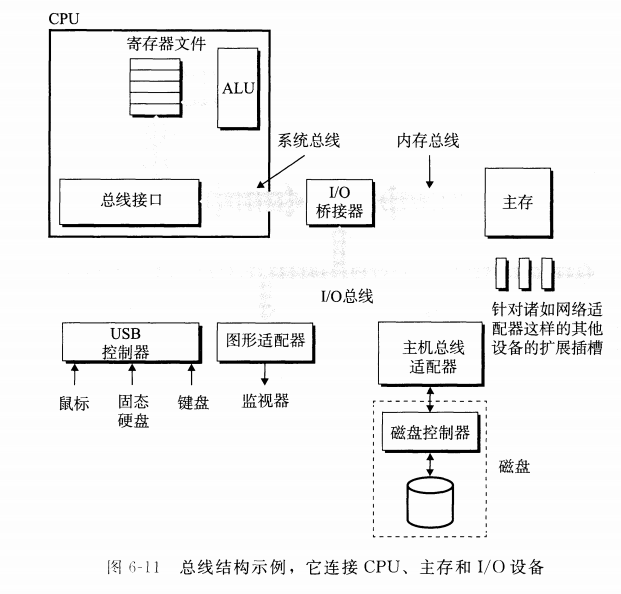 CPU
寄存器文件
ALU
系统总线
内存总线
总线接口
I/O
桥接器
主存
I/O总线
针对诸如网络适
配器这样的其他
设备的扩展插槽
USB
控制器
图形适配器
主机总线
适配器
鼠标
固态
硬盘
键盘
监视器
磁盘控制器
磁盘
图 6-11 总线结构示例，它连接 CPU、主存和 I/O 设备